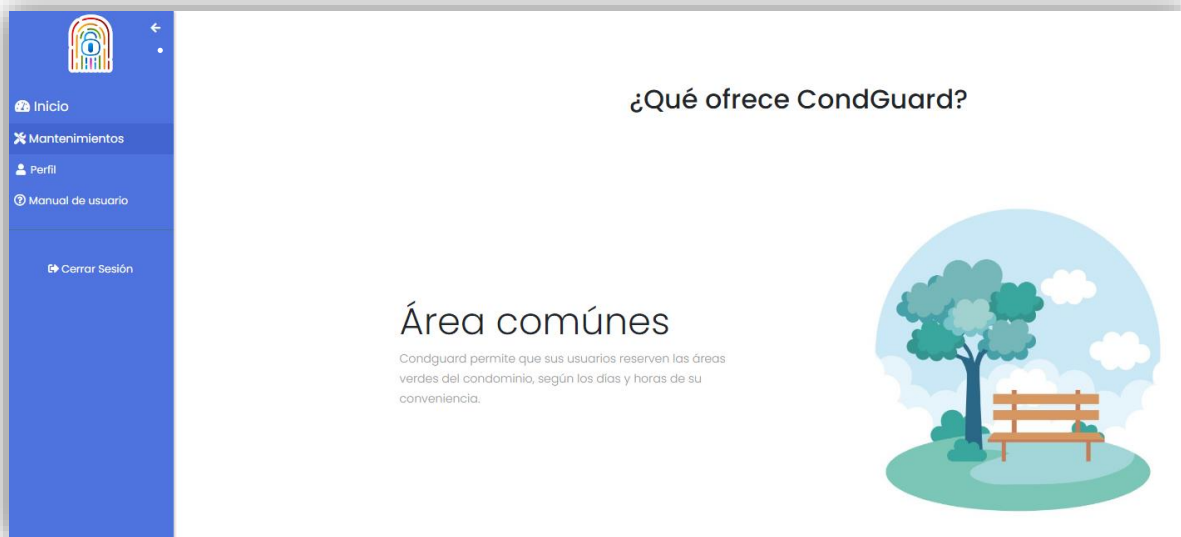 Inicio
Mantenimientos
Perfil
Manual de usuario
Cerrar Sesión
¿Qué ofrece CondGuard?
Área comúnes
Condguard permite que sus usuarios reserven las áreas
verdes del condominio, según los días y horas de su
conveniencia.